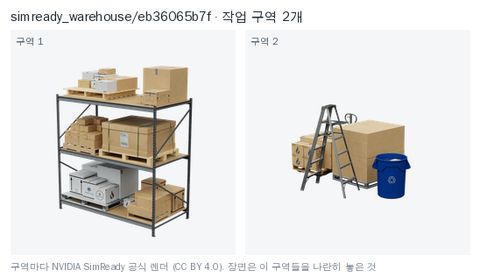 simready_warehouse/eb36065b7f · 작업 구역 2개
구역 1
구역 2
구역마다 NVIDIA SimReady 공식 렌더 (CC BY 4.0). 장면은 이 구역들을 나란히 놓은 것